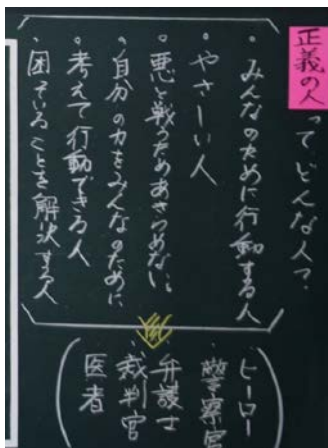 正義の人ってどんな人?
・みんなのために行動する人
・やさしい人
・悪と戦うためあきらめない。
・自分の力をみんなのために
・考えて行動できる人
・困っていることを解決する人
ヒーロー
警察官
弁護士
裁判官
医者